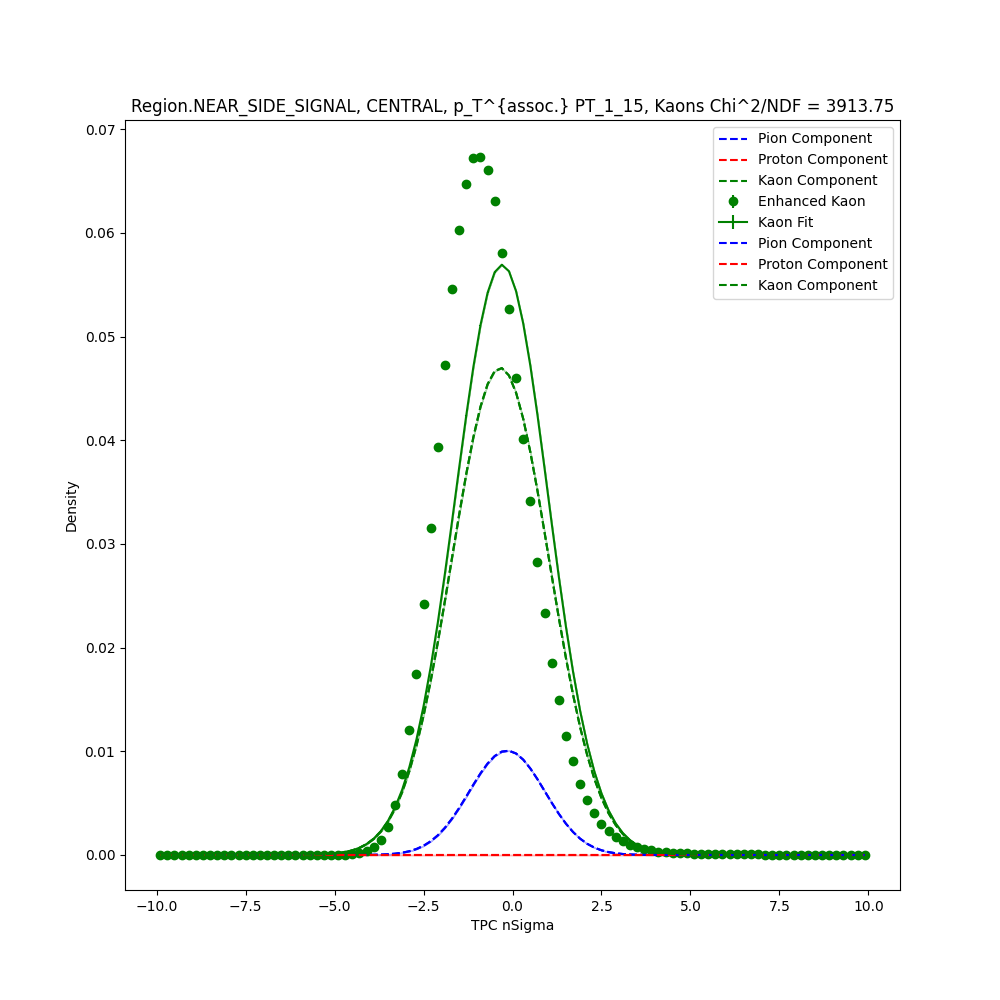 Region.NEAR_SIDE_SIGNAL, CENTRAL, p_T^{assoc.} PT_1_15, Kaons Chi^2/NDF = 3913.75
Pion Component
Proton Component
Kaon Component
Enhanced Kaon
Kaon Fit
Pion Component
Proton Component
Kaon Component
0.07
0.06
0.05
0.04
0.03
0.02
0.01
0.00
Density
−10.0 −7.5 −5.0 −2.5 0.0 2.5 5.0 7.5 10.0
TPC nSigma